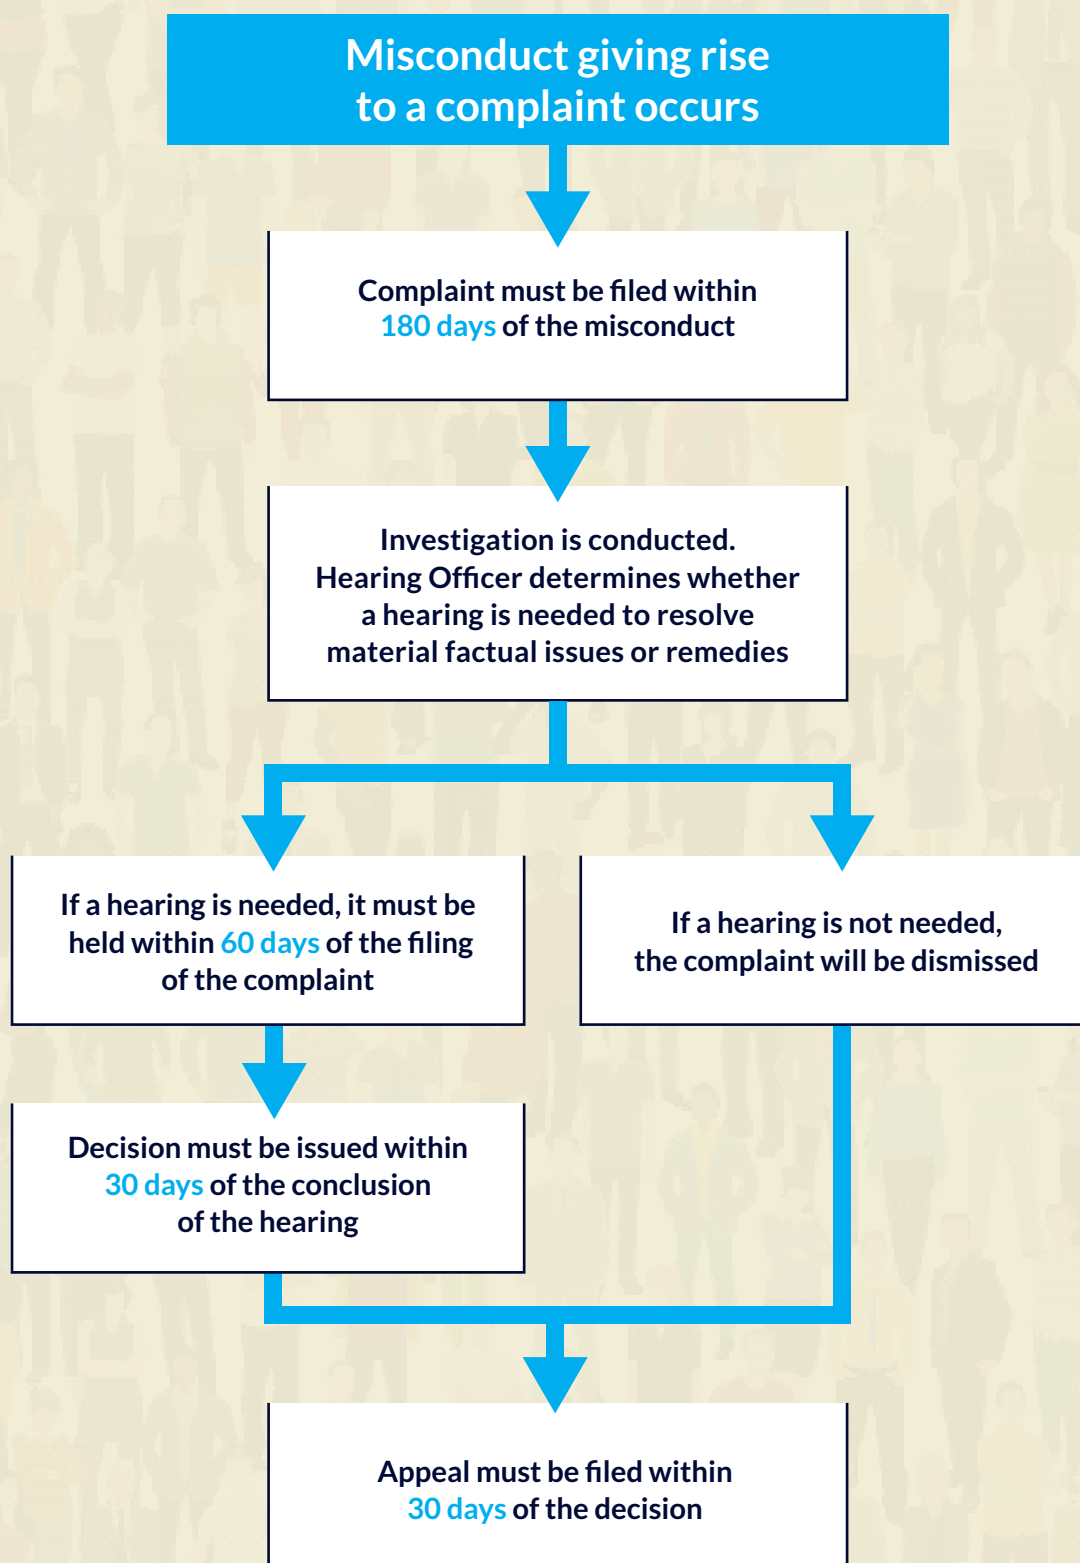 Misconduct giving rise
to a complaint occurs
Complaint must be filed within
180 days of the misconduct
Investigation is conducted.
Hearing Officer determines whether
a hearing is needed to resolve
material factual issues or remedies
If a hearing is needed, it must be
held within 60 days of the filing
of the complaint
If a hearing is not needed,
the complaint will be dismissed
Decision must be issued within
30 days of the conclusion
of the hearing
Appeal must be filed within
30 days of the decision